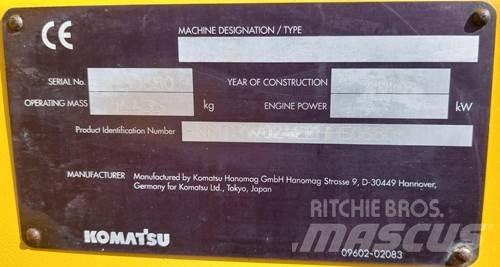 CE
MACHINE DESIGNATION / TYPE
SERIAL No.
YEAR OF CONSTRUCTION
OPERATING MASS kg
ENGINE POWER kW
Product Identification Number
MANUFACTURER Manufactured by Komatsu Hanomag GmbH Hanomag Strasse 9, D-30449 Hannover,
Germany for Komatsu Ltd., Tokyo, Japan
RITCHIE BROS.
KOMATSU
MASCUS
09602-02083